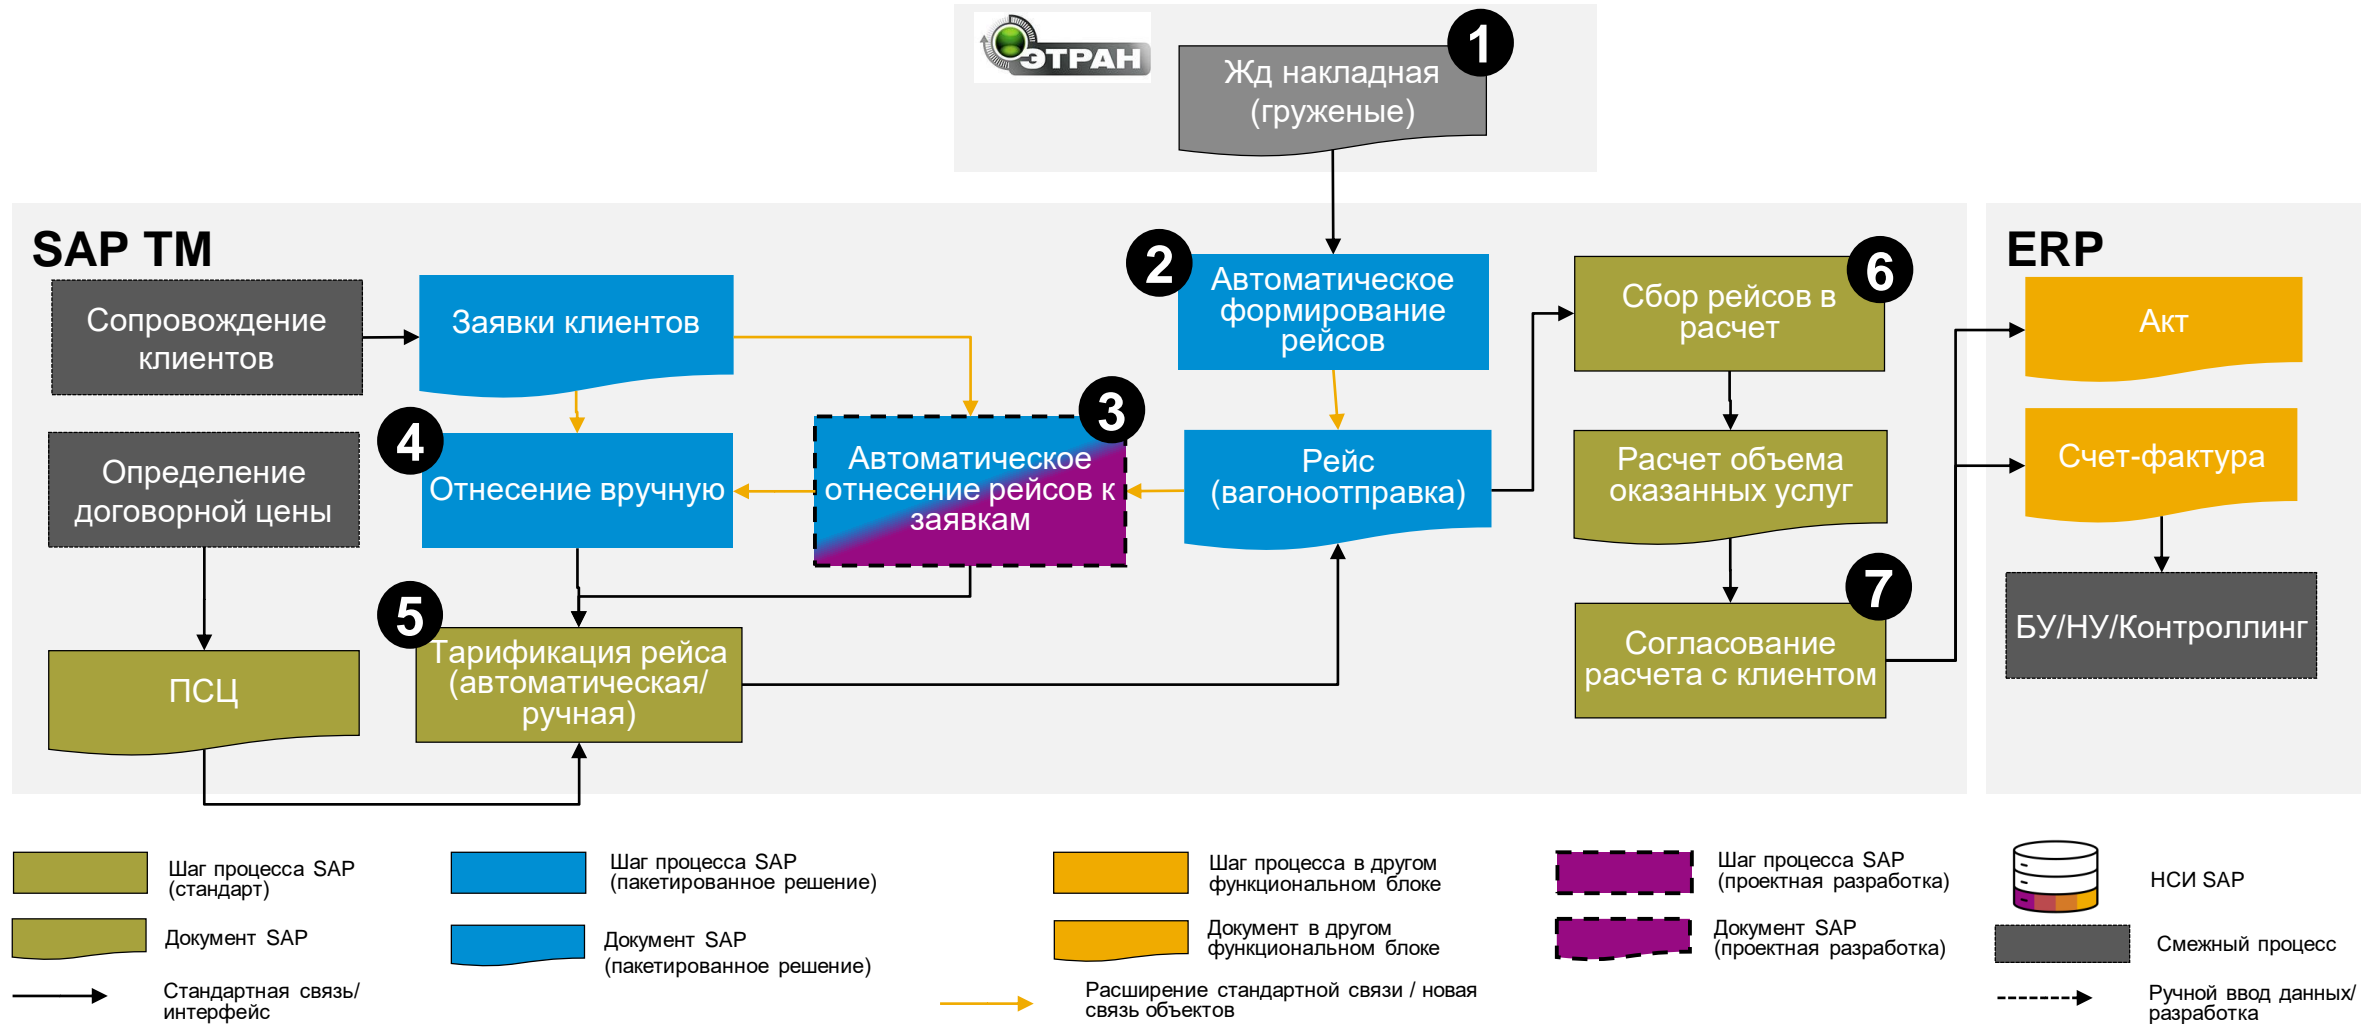 ЭТРАН
1
Жд накладная
(груженые)
SAP TM
ERP
Сопровождение
клиентов
Заявки клиентов
2
Автоматическое
формирование
рейсов
6
Сбор рейсов в
расчет
Акт
Определение
договорной цены
4
Отнесение вручную
3
Автоматическое
отнесение рейсов к
заявкам
Рейс
(вагоноотправка)
Расчет объема
оказанных услуг
Счет-фактура
ПСЦ
5
Тарификация рейса
(автоматическая/
ручная)
7
Согласование
расчета с клиентом
БУ/НУ/Контроллинг
Шаг процесса SAP
(стандарт)
Шаг процесса SAP
(пакетированное решение)
Шаг процесса в другом
функциональном блоке
Шаг процесса SAP
(проектная разработка)
НСИ SAP
Документ SAP
Документ SAP
(пакетированное решение)
Документ в другом
функциональном блоке
Документ SAP
(проектная разработка)
Смежный процесс
Стандартная связь/
интерфейс
Расширение стандартной связи / новая
связь объектов
Ручной ввод данных/
разработка